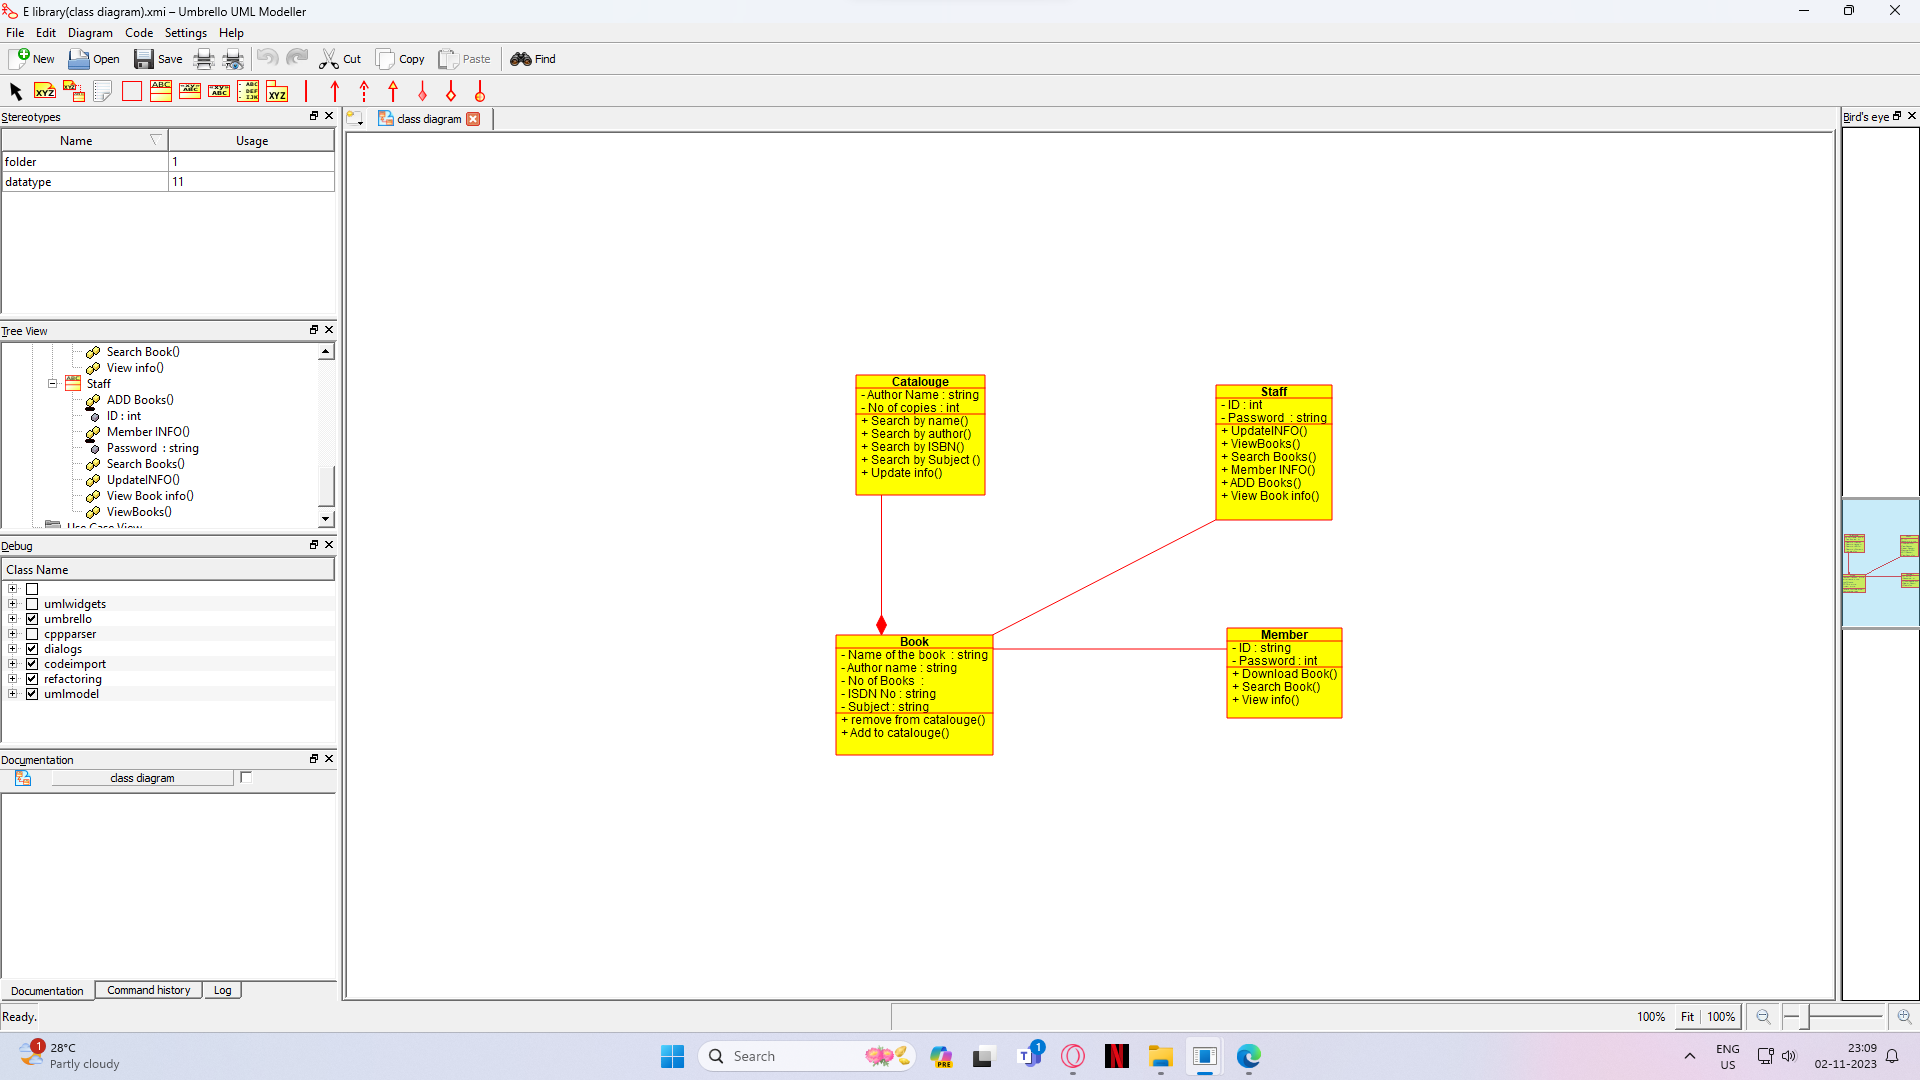 E library(class diagram).xmi – Umbrello UML Modeller
File Edit Diagram Code Settings Help
New Open Save Cut Copy Paste Find
Stereotypes
Name Usage
folder 1
datatype 11
Tree View
Search Book()
View info()
Staff
ADD Books()
ID : int
Member INFO()
Password : string
Search Books()
UpdateINFO()
View Book info()
ViewBooks()
Use Case View
Debug
Class Name
umlwidgets
umbrello
cppparser
dialogs
codeimport
refactoring
umlmodel
Documentation
class diagram
Documentation Command history Log
Ready.
class diagram
Catalouge
- Author Name : string
- No of copies : int
+ Search by name()
+ Search by author()
+ Search by ISBN()
+ Search by Subject ()
+ Update info()
Staff
- ID : int
- Password : string
+ UpdateINFO()
+ ViewBooks()
+ Search Books()
+ Member INFO()
+ ADD Books()
+ View Book info()
Book
- Name of the book : string
- Author name : string
- No of Books :
- ISDN No : string
- Subject : string
+ remove from catalouge()
+ Add to catalouge()
Member
- ID : string
- Password : int
+ Download Book()
+ Search Book()
+ View info()
Bird's eye
100% Fit 100%
1
28°C
Partly cloudy
Search
PRE
T
1
N
ENG
US
23:09
02-11-2023